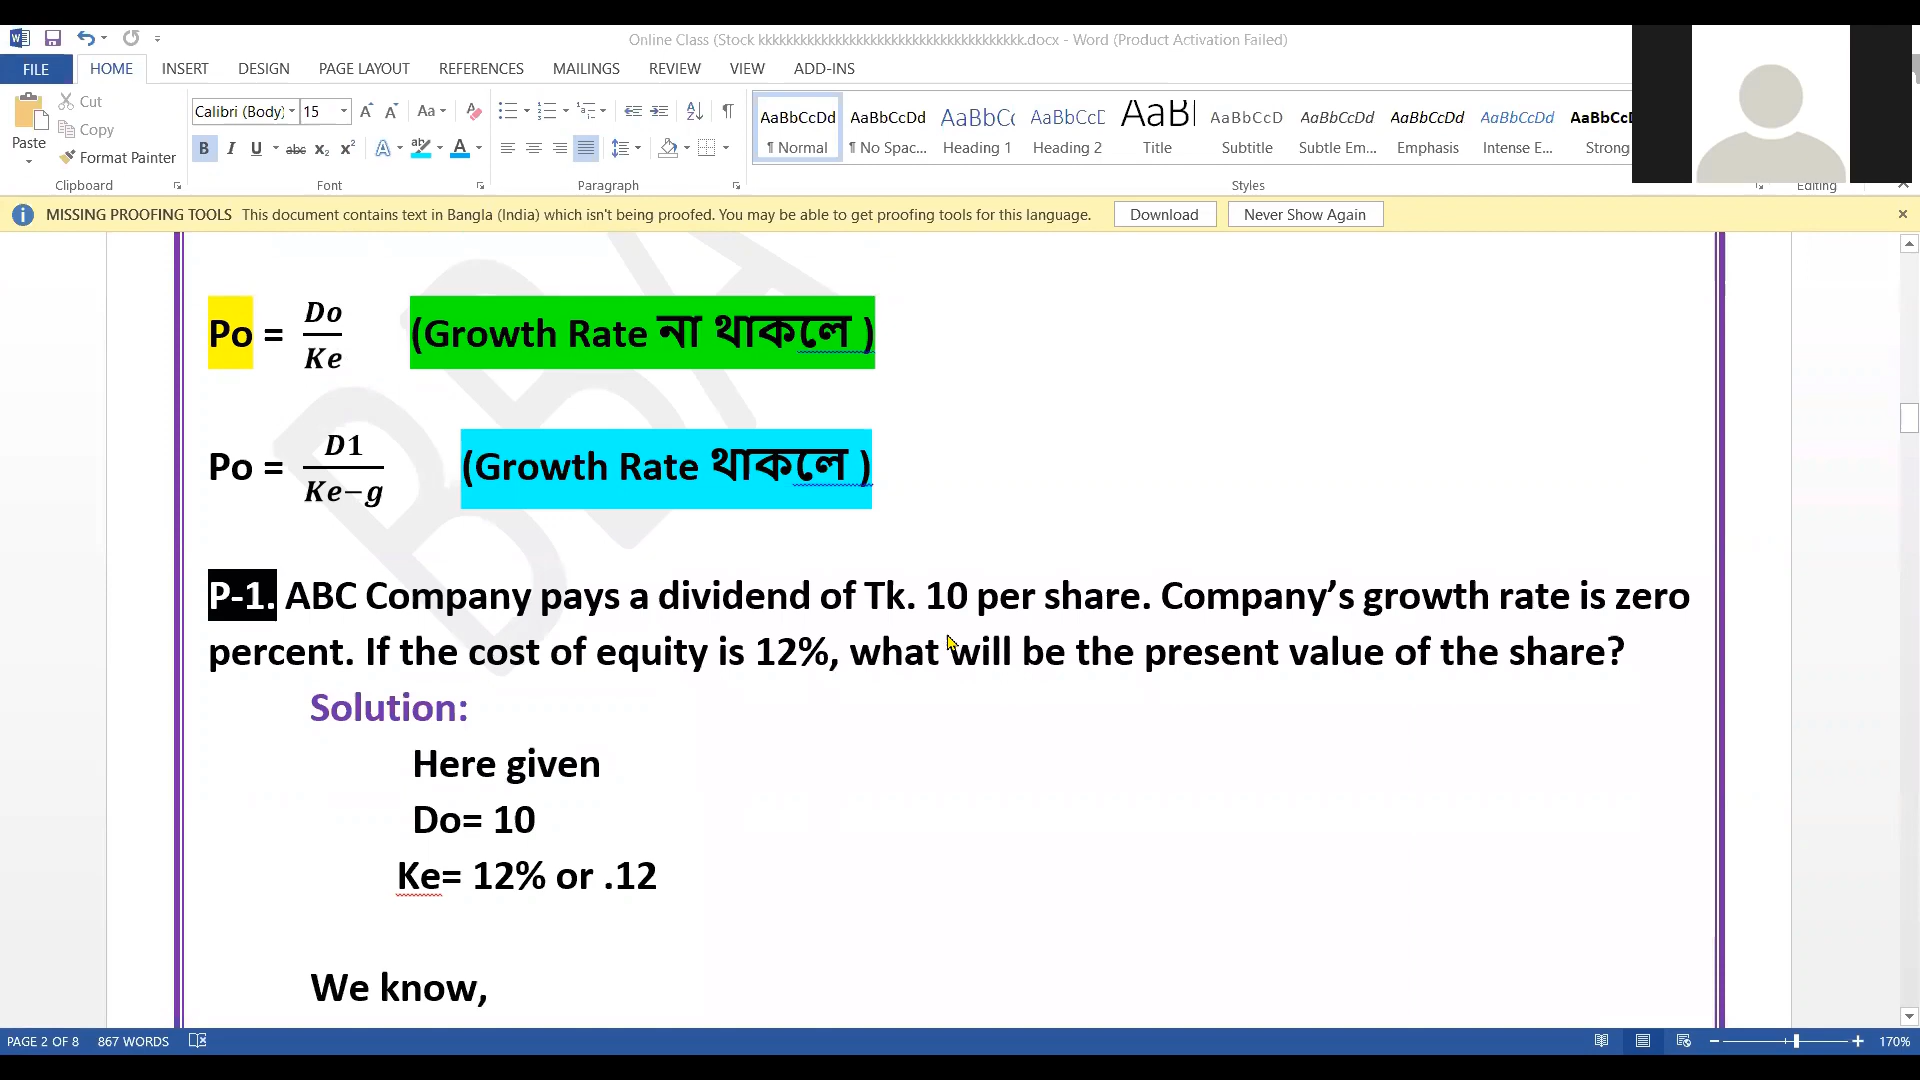 Online Class (Stock kkkkkkkkkkkkkkkkkkkkkkkkkkkkkkkkkkkkkk.docx - Word (Product Activation Failed)
FILE HOME INSERT DESIGN PAGE LAYOUT REFERENCES MAILINGS REVIEW VIEW ADD-INS
Paste Cut
Copy
Format Painter
Clipboard
Calibri (Body) 15
Font
Paragraph
AaBbCcDd AaBbCcDd AaBbCc AaBbCcD AaBl AaBbCcD AaBbCcDd AaBbCcDd AaBbCcDd AaBbCcD
¶ Normal ¶ No Spac... Heading 1 Heading 2 Title Subtitle Subtle Em... Emphasis Intense E... Strong
Styles
Editing
MISSING PROOFING TOOLS This document contains text in Bangla (India) which isn't being proofed. You may be able to get proofing tools for this language. Download Never Show Again
Po = Do/Ke (Growth Rate না থাকলে )
Po = D1/Ke−g (Growth Rate থাকলে )
P-1. ABC Company pays a dividend of Tk. 10 per share. Company’s growth rate is zero
percent. If the cost of equity is 12%, what will be the present value of the share?
Solution:
Here given
Do= 10
Ke= 12% or .12
We know,
PAGE 2 OF 8 867 WORDS 170%